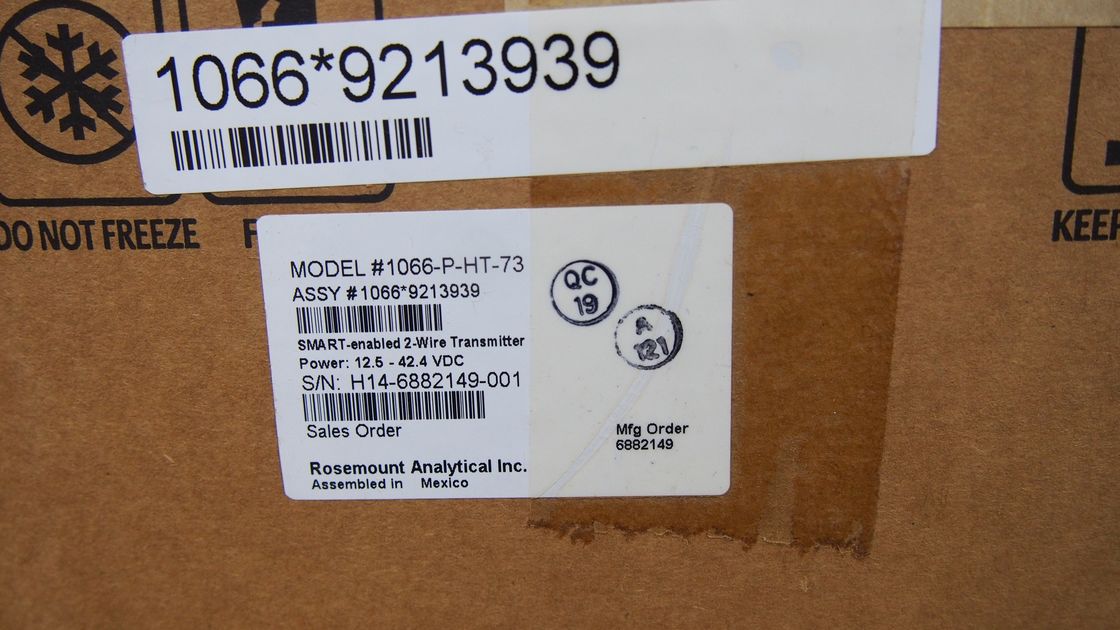 1066*9213939
DO NOT FREEZE
MODEL #1066-P-HT-73
ASSY #1066*9213939
SMART-enabled 2-Wire Transmitter
Power: 12.5 - 42.4 VDC
S/N: H14-6882149-001
Sales Order
Rosemount Analytical Inc.
Assembled in Mexico
QC
19
A
121
Mfg Order
6882149
KEEP